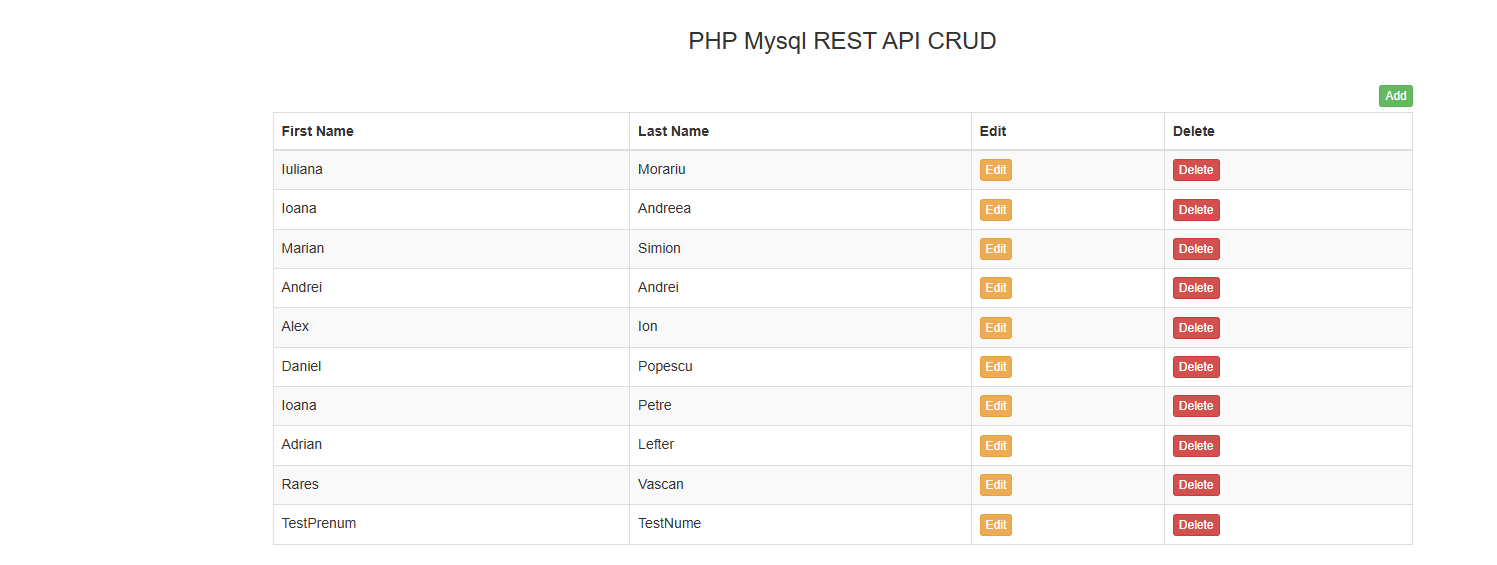 PHP Mysql REST API CRUD
Add
First Name Last Name Edit Delete
Iuliana Morariu Edit Delete
Ioana Andreea Edit Delete
Marian Simion Edit Delete
Andrei Andrei Edit Delete
Alex Ion Edit Delete
Daniel Popescu Edit Delete
Ioana Petre Edit Delete
Adrian Lefter Edit Delete
Rares Vascan Edit Delete
TestPrenum TestNume Edit Delete